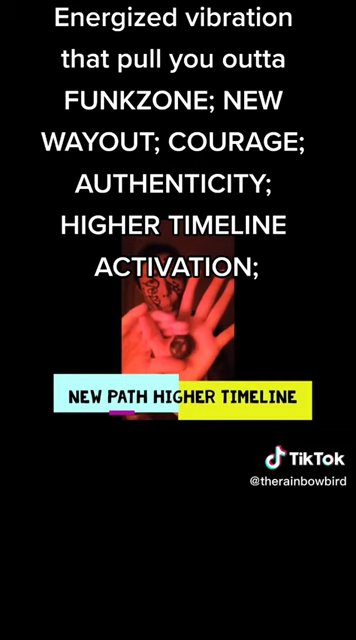 Energized vibration
that pull you outta
FUNKZONE; NEW
WAYOUT; COURAGE;
AUTHENTICITY;
HIGHER TIMELINE
ACTIVATION;
NEW PATH HIGHER TIMELINE
TikTok
@therainbowbird